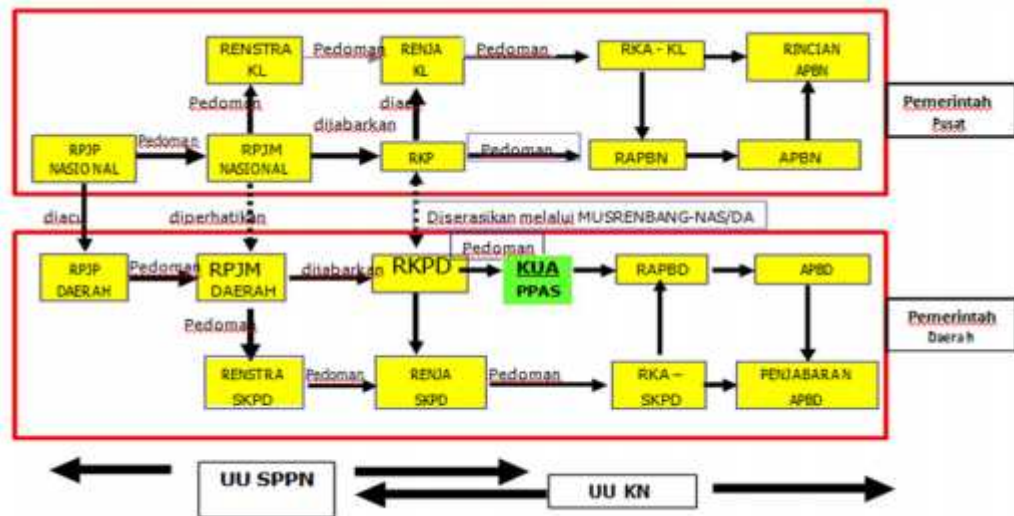 RENSTRA
KL
Pedoman
RENJA
KL
Pedoman
RKA - KL
RINCIAN
APBN
Pedoman
diacu
Pemerintah
Pusat
RPJP
NASIONAL
Pedoman
RPJM
NASIONAL
dijabarkan
RKP
Pedoman
RAPBN
APBN
diacu
diperhatikan
Diserasikan melalui MUSRENBANG-NAS/DA
Pedoman
RPJP
DAERAH
Pedoman
RPJM
DAERAH
dijabarkan
RKPD
KUA
PPAS
RAPBD
APBD
Pemerintah
Daerah
Pedoman
RENSTRA
SKPD
Pedoman
RENJA
SKPD
Pedoman
RKA –
SKPD
PENJABARAN
APBD
UU SPPN
UU KN